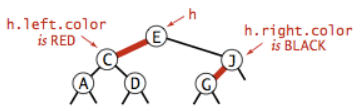 h
h.left.color
is RED
E
h.right.color
is BLACK
C
J
A
D
G